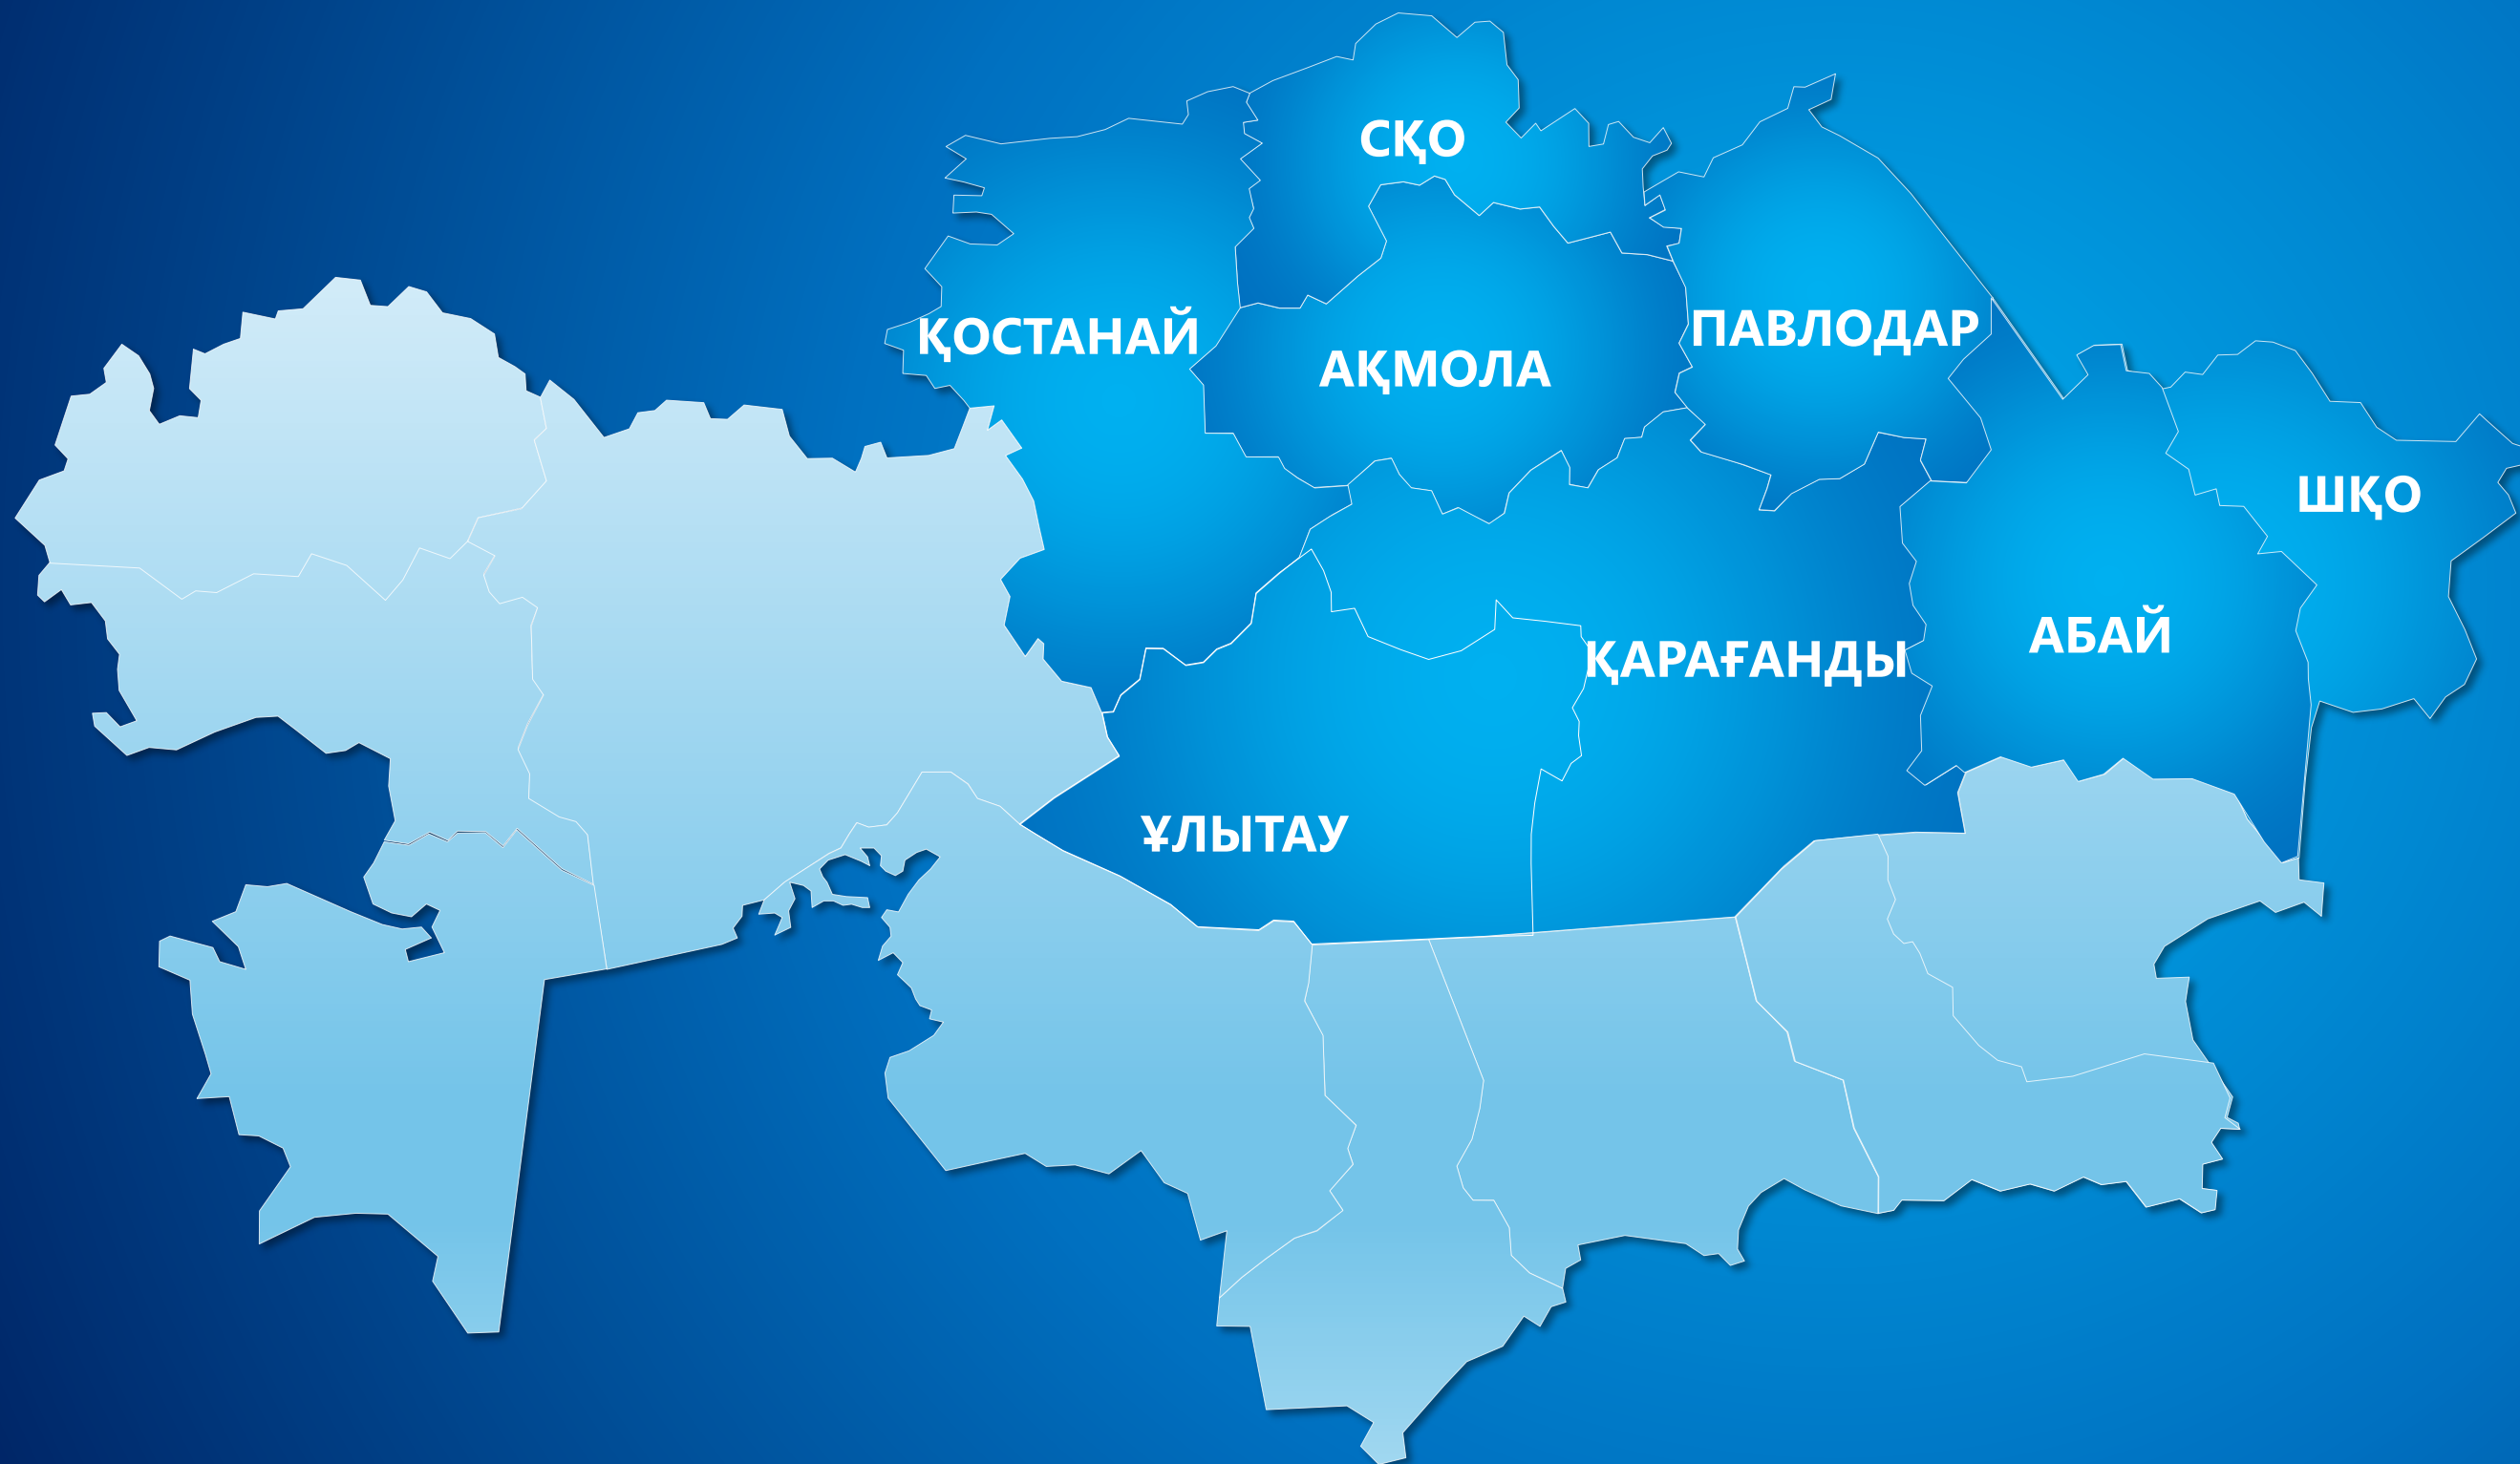 СҚО
ҚОСТАНАЙ
АҚМОЛА
ПАВЛОДАР
ШҚО
АБАЙ
ҚАРАҒАНДЫ
ҰЛЫТАУ